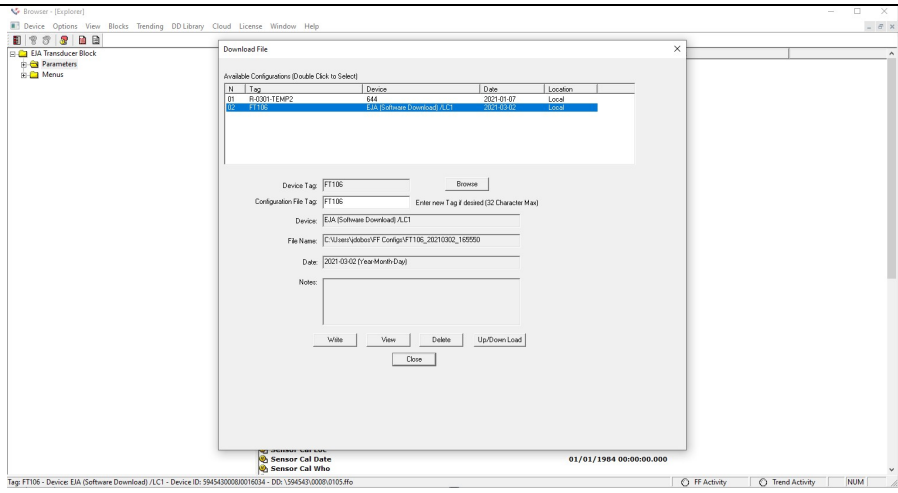 Browser - [Explorer]
Device Options View Blocks Trending DD Library Cloud License Window Help
EJA Transducer Block
Parameters
Menus
Download File
Available Configurations (Double Click to Select)
N Tag Device Date Location
01 R-0301-TEMP2 644 2021-01-07 Local
02 FT106 EJA (Software Download) /LC1 2021-03-02 Local
Device Tag: FT106 Browse
Configuration File Tag: FT106 Enter new Tag if desired (32 Character Max)
Device: EJA (Software Download) /LC1
File Name: C:\Users\jdobos\FF Configs\FT106_20210302_165550
Date: 2021-03-02 (Year-Month-Day)
Notes:
Write View Delete Up/Down Load
Close
Sensor Cal Loc
Sensor Cal Date 01/01/1984 00:00:00.000
Sensor Cal Who
Tag: FT106 - Device: EJA (Software Download) /LC1 - Device ID: 5945430008J0016034 - DD: \594543\0008\0105.ffo FF Activity Trend Activity NUM